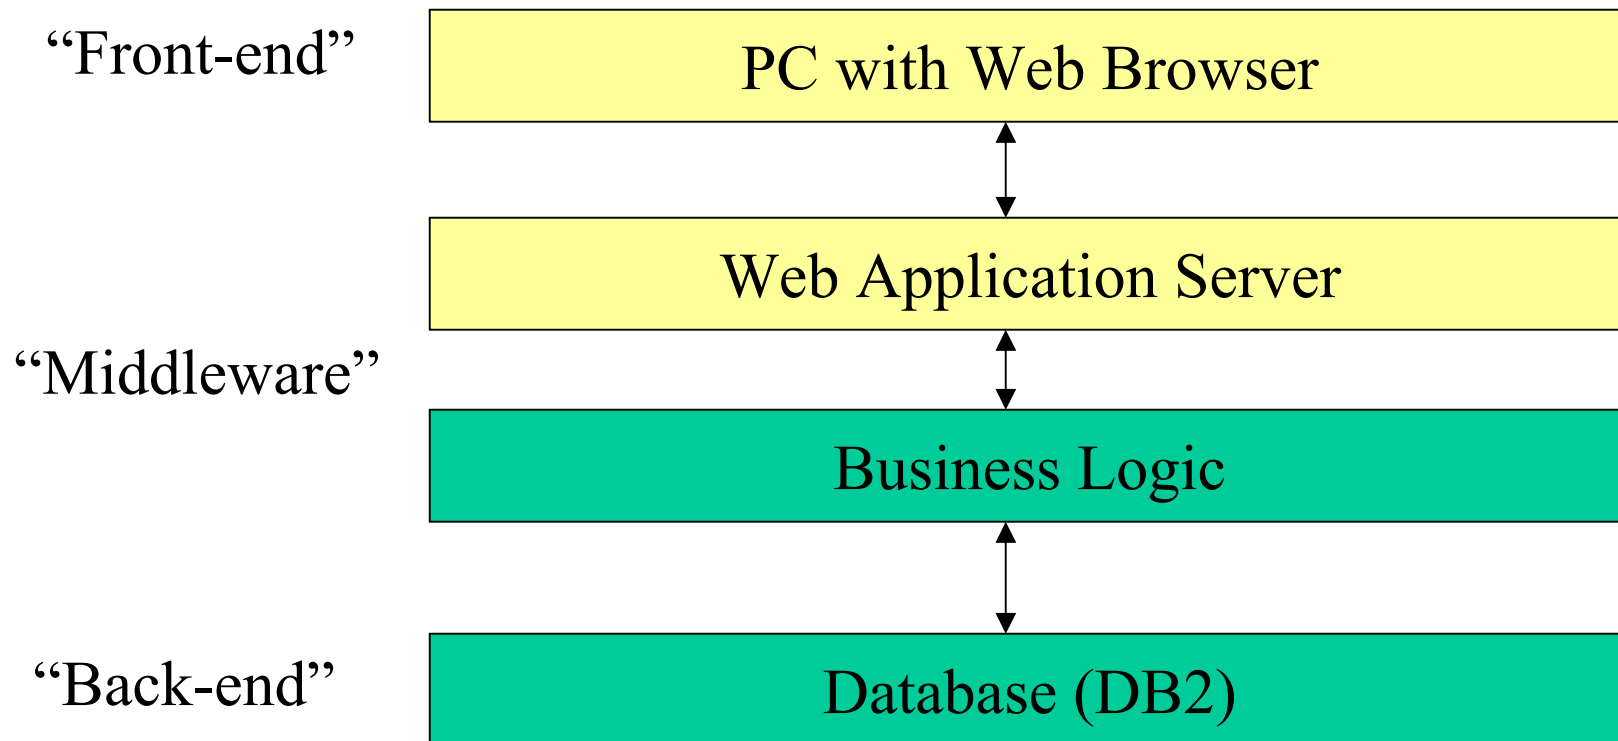 “Front-end”
PC with Web Browser
Web Application Server
“Middleware”
Business Logic
“Back-end”
Database (DB2)